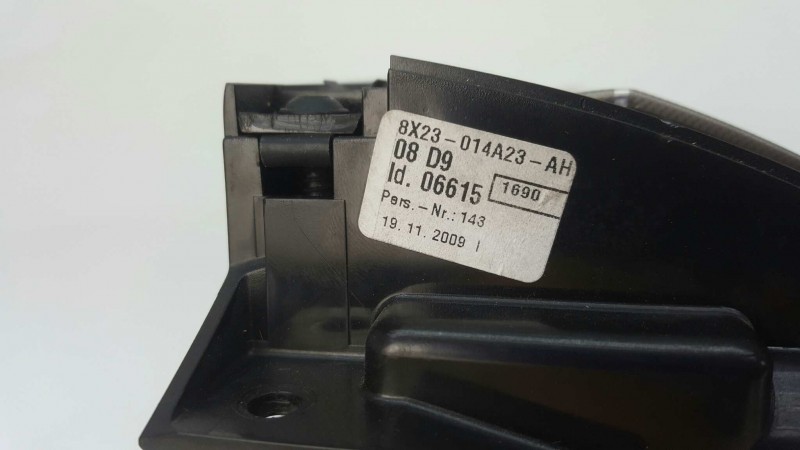 8X23-014A23-AH
08 D9
Id. 06615 1690
Pers.-Nr.: 143
19. 11. 2009 I